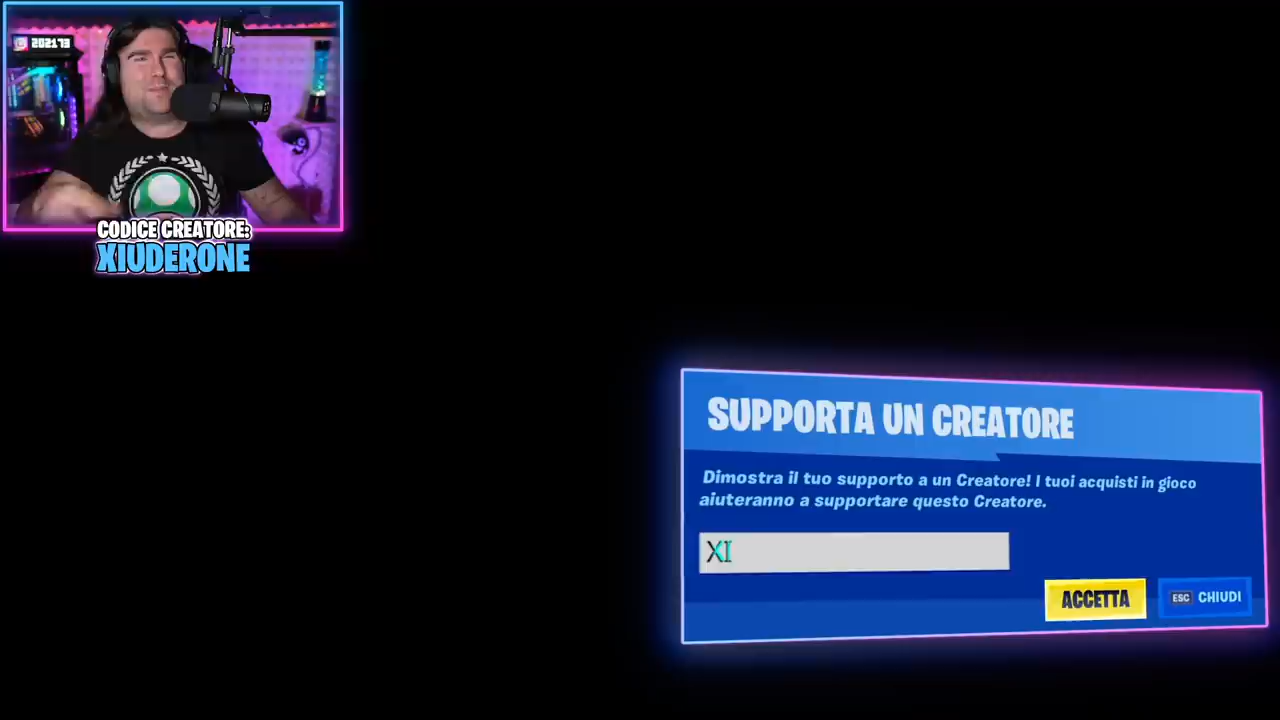 202173
CODICE CREATORE:
XIUDERONE
SUPPORTA UN CREATORE
Dimostra il tuo supporto a un Creatore! I tuoi acquisti in gioco
aiuteranno a supportare questo Creatore.
XI
ACCETTA
ESC CHIUDI